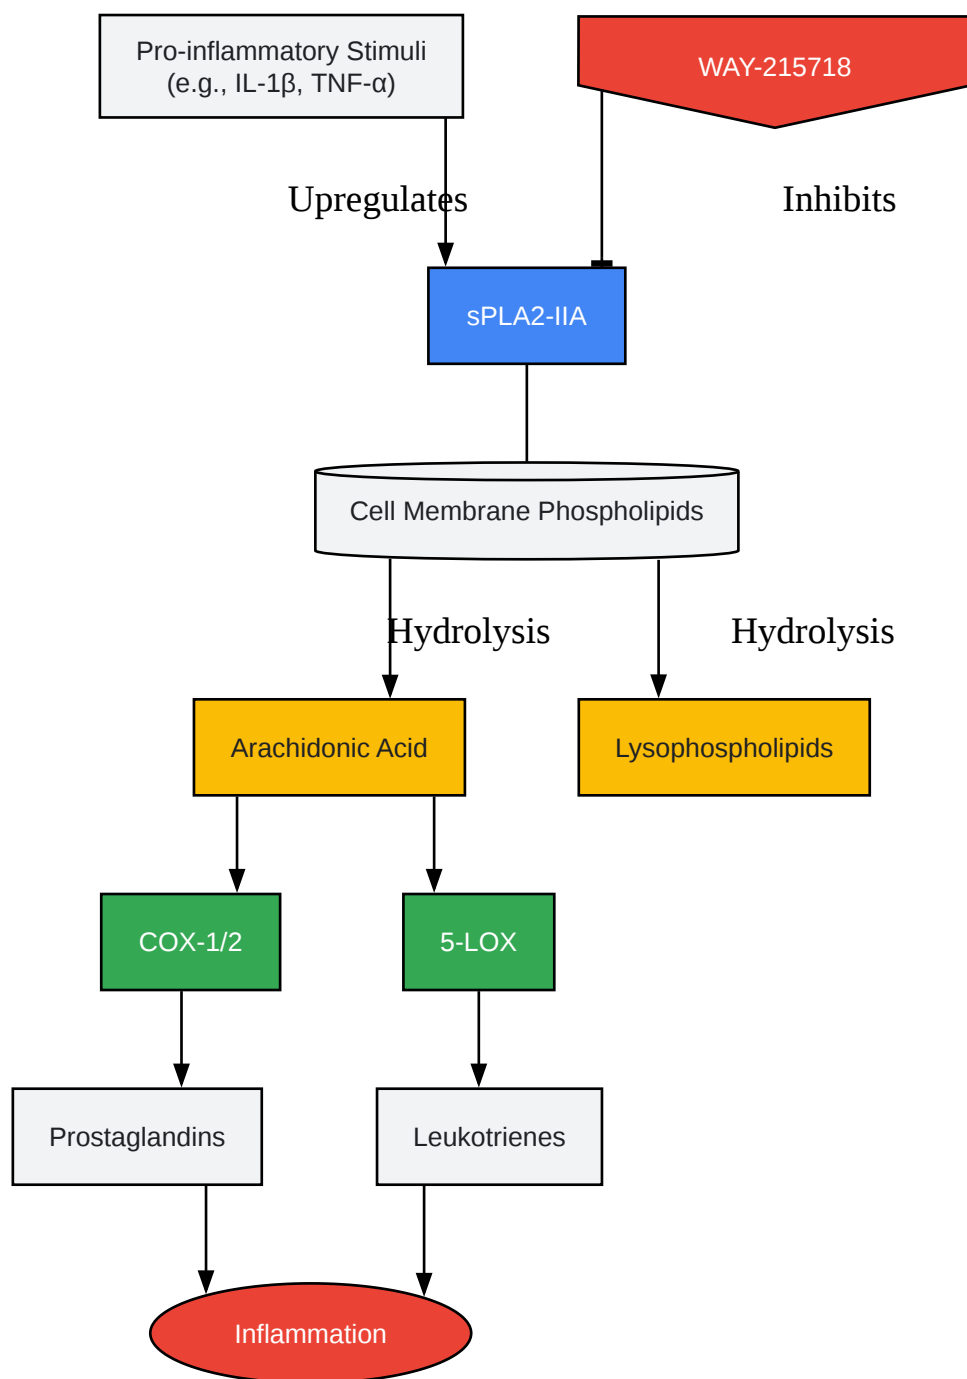 Pro-inflammatory Stimuli
(e.g., IL-1β, TNF-α)
WAY-215718
Upregulates
Inhibits
sPLA2-IIA
Cell Membrane Phospholipids
Hydrolysis
Hydrolysis
Arachidonic Acid
Lysophospholipids
COX-1/2
5-LOX
Prostaglandins
Leukotrienes
Inflammation